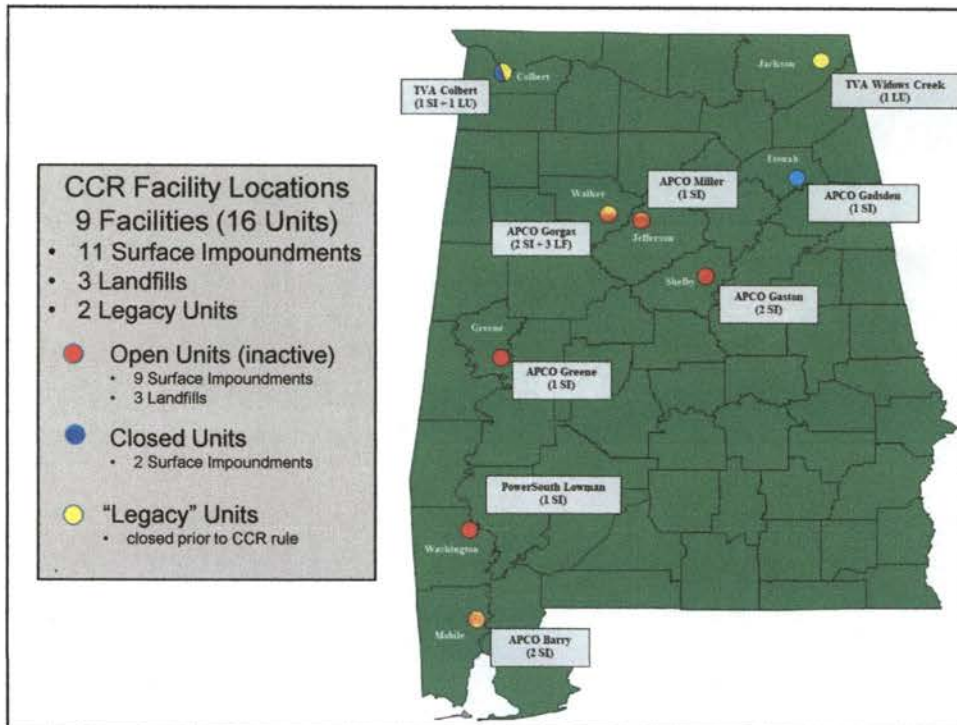 CCR Facility Locations
9 Facilities (16 Units)
• 11 Surface Impoundments
• 3 Landfills
• 2 Legacy Units
Open Units (inactive)
• 9 Surface Impoundments
• 3 Landfills
Closed Units
• 2 Surface Impoundments
"Legacy" Units
• closed prior to CCR rule
Colbert
TVA Colbert
(1 SI + 1 LU)
Jackson
TVA Widows Creek
(1 LU)
Etowah
APCO Gadsden
(1 SI)
Walker
APCO Gorgas
(2 SI + 3 LF)
APCO Miller
(1 SI)
Jefferson
Shelby
APCO Gaston
(2 SI)
Greene
APCO Greene
(1 SI)
PowerSouth Lowman
(1 SI)
Washington
Mobile
APCO Barry
(2 SI)